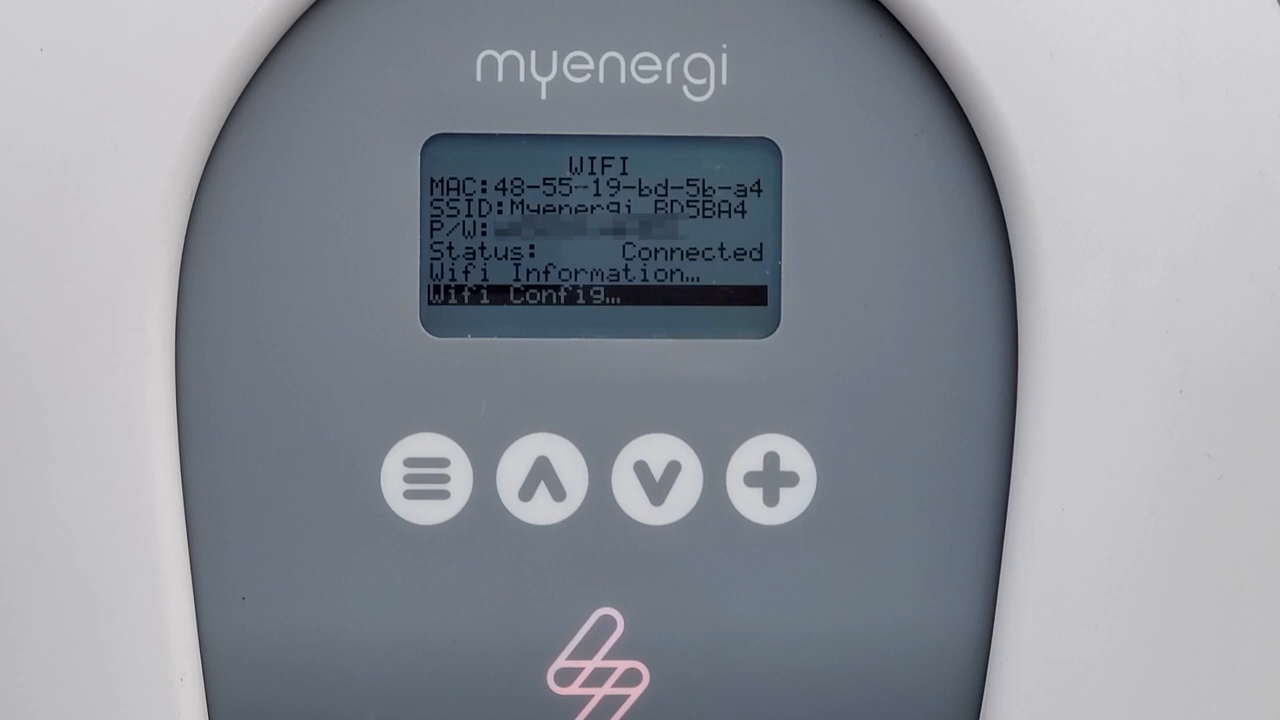 myenergi
WIFI
MAC:48-55-19-bd-5b-a4
SSID:Myenergi_BD5BA4
P/W:
Status: Connected
Wifi Information…
Wifi Config…